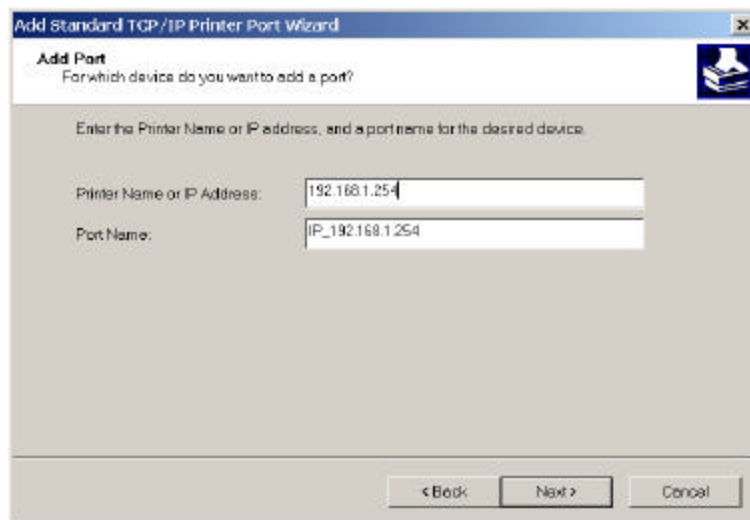 Add Standard TCP/IP Printer Port Wizard
Add Port
For which device do you want to add a port?
Enter the Printer Name or IP address, and a port name for the desired device.
Printer Name or IP Address: 192.168.1.254
Port Name: IP_192.168.1.254
< Back Next > Cancel